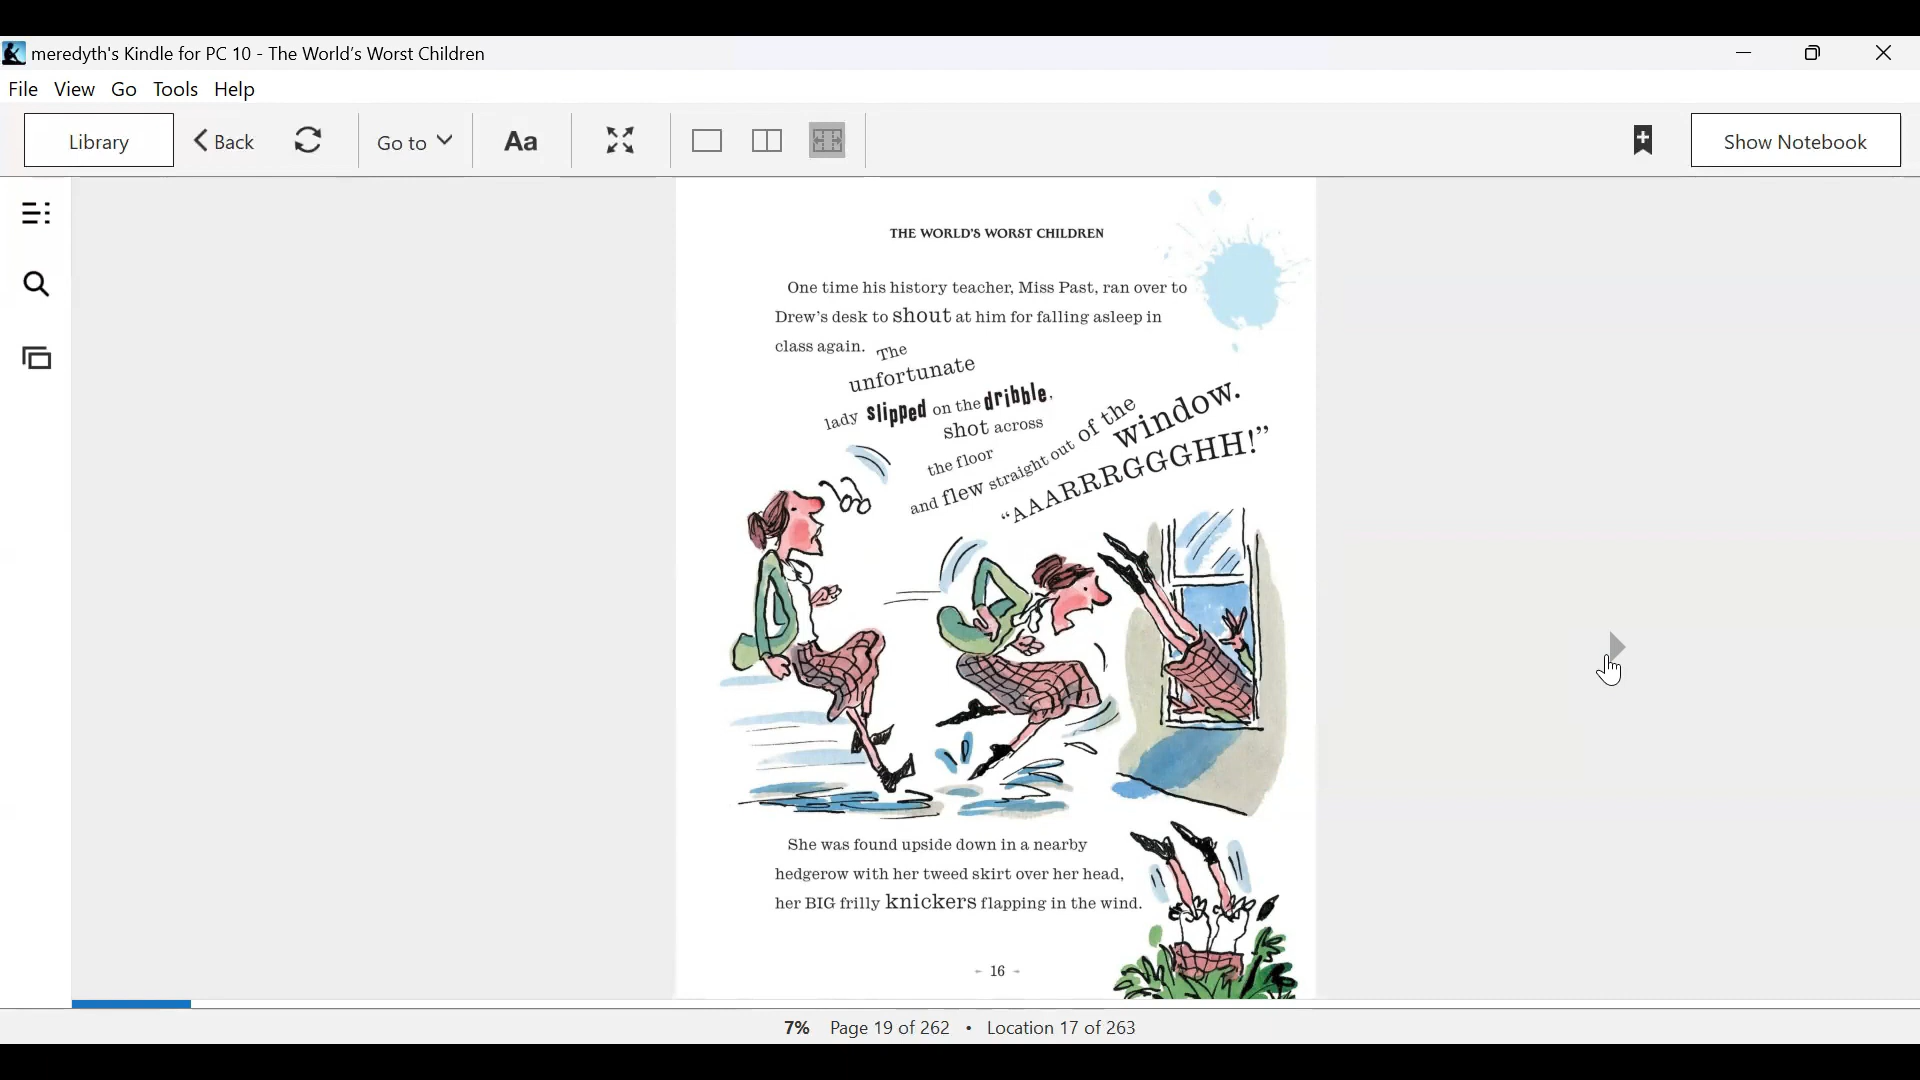 meredyth's Kindle for PC 10 - The World's Worst Children
File View Go Tools Help
Library Back Go to Aa Show Notebook
THE WORLD'S WORST CHILDREN
One time his history teacher, Miss Past, ran over to
Drew's desk to shout at him for falling asleep in
class again. The
unfortunate
lady slipped on the dribble,
shot across
the floor
and flew straight out of the window.
“AAARRRGGGHH!”
She was found upside down in a nearby
hedgerow with her tweed skirt over her head,
her BIG frilly knickers flapping in the wind.
- 16 -
7% Page 19 of 262 • Location 17 of 263